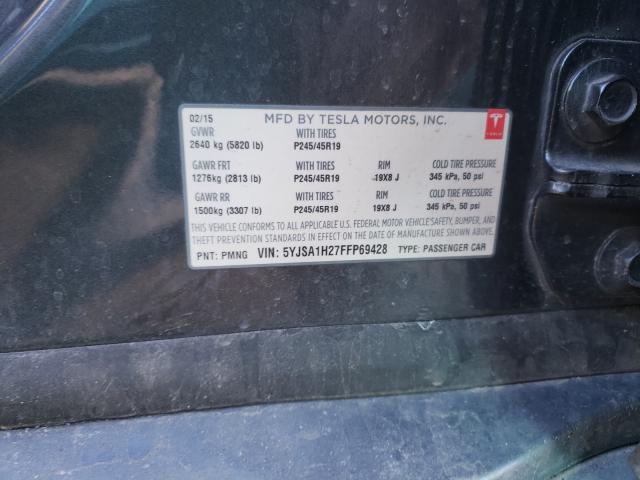 02/15 MFD BY TESLA MOTORS, INC.
GVWR WITH TIRES
2640 kg (5820 lb) P245/45R19
GAWR FRT WITH TIRES RIM COLD TIRE PRESSURE
1276kg (2813 lb) P245/45R19 19X8 J 345 kPa, 50 psi
GAWR RR WITH TIRES RIM COLD TIRE PRESSURE
1500kg (3307 lb) P245/45R19 19X8 J 345 kPa, 50 psi
THIS VEHICLE CONFORMS TO ALL APPLICABLE U.S. FEDERAL MOTOR VEHICLE SAFETY, BUMPER, AND
THEFT PREVENTION STANDARDS IN EFFECT ON THE DATE OF MANUFACTURE SHOWN ABOVE.
PNT: PMNG VIN: 5YJSA1H27FFP69428 TYPE: PASSENGER CAR
TESLA